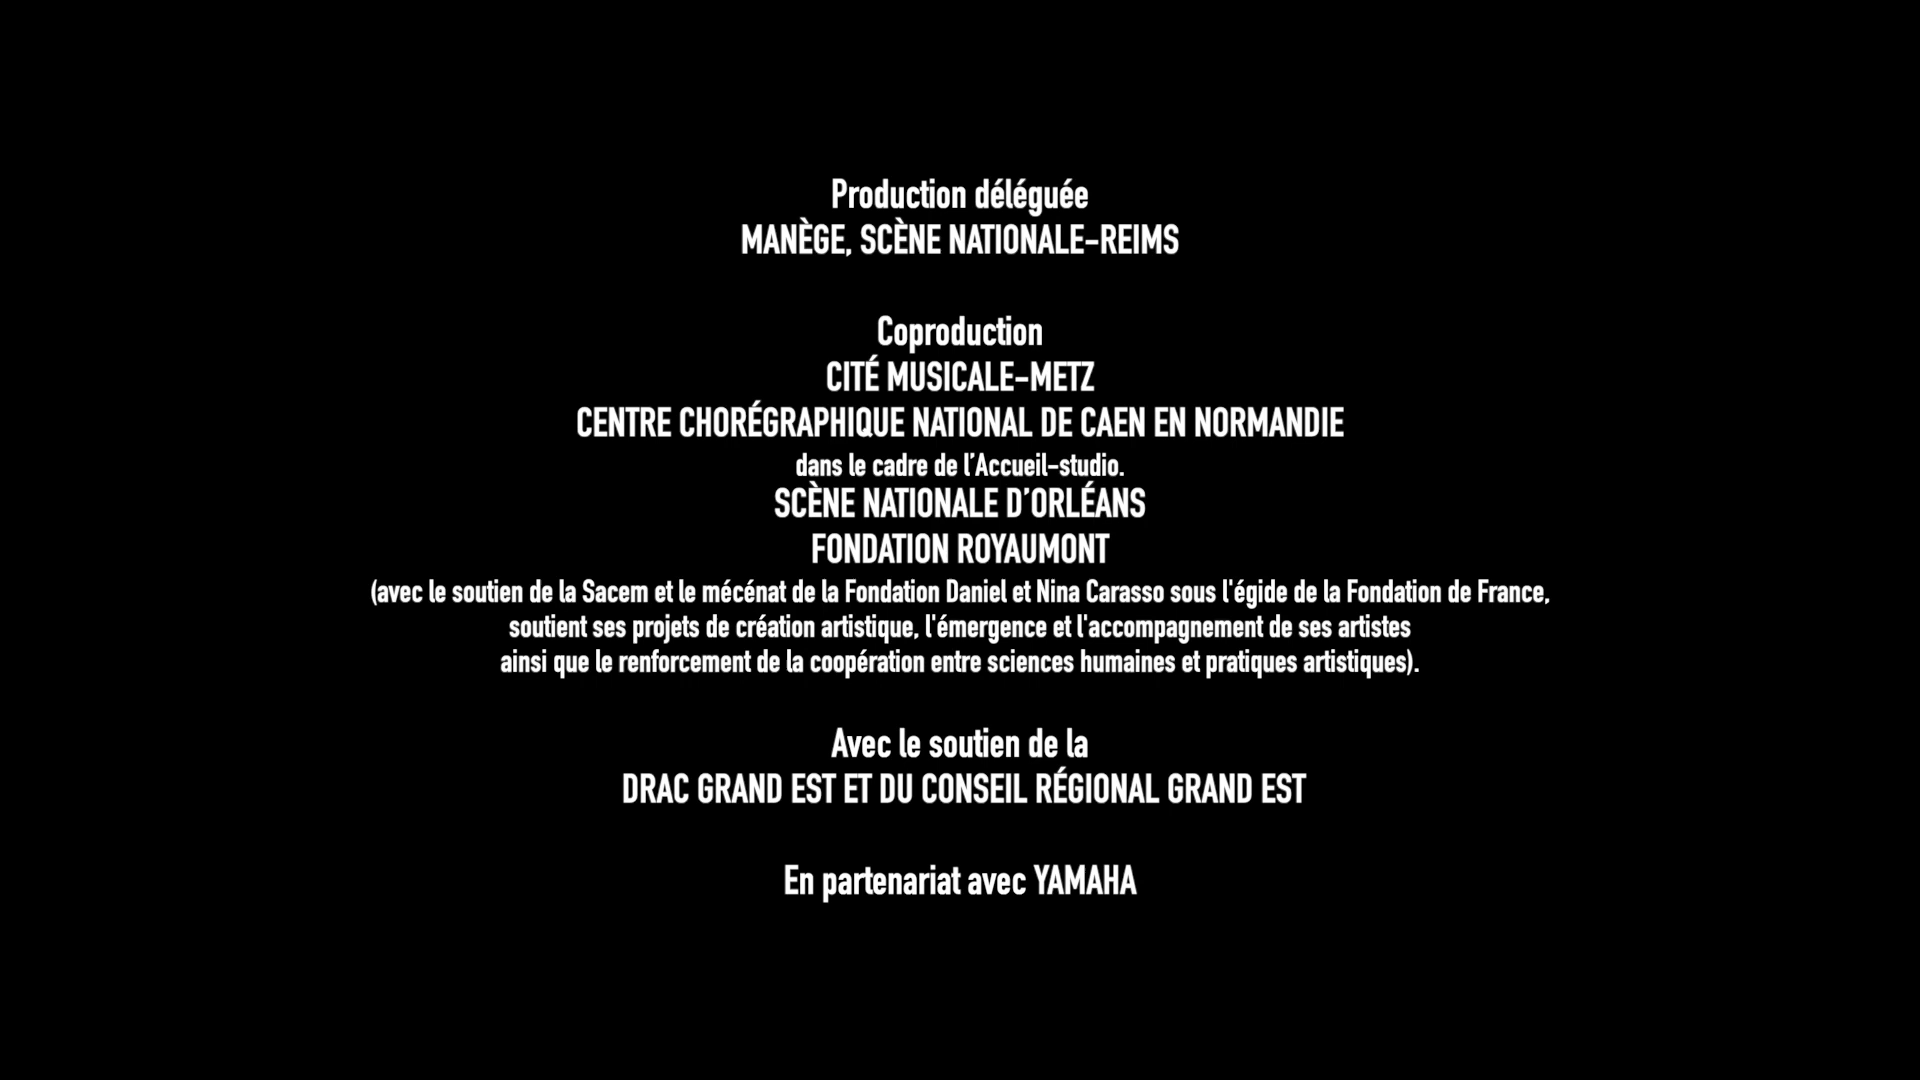 Production déléguée
MANÈGE, SCÈNE NATIONALE-REIMS
Coproduction
CITÉ MUSICALE-METZ
CENTRE CHORÉGRAPHIQUE NATIONAL DE CAEN EN NORMANDIE
dans le cadre de l’Accueil-studio.
SCÈNE NATIONALE D’ORLÉANS
FONDATION ROYAUMONT
(avec le soutien de la Sacem et le mécénat de la Fondation Daniel et Nina Carasso sous l'égide de la Fondation de France,
soutient ses projets de création artistique, l'émergence et l'accompagnement de ses artistes
ainsi que le renforcement de la coopération entre sciences humaines et pratiques artistiques).
Avec le soutien de la
DRAC GRAND EST ET DU CONSEIL RÉGIONAL GRAND EST
En partenariat avec YAMAHA